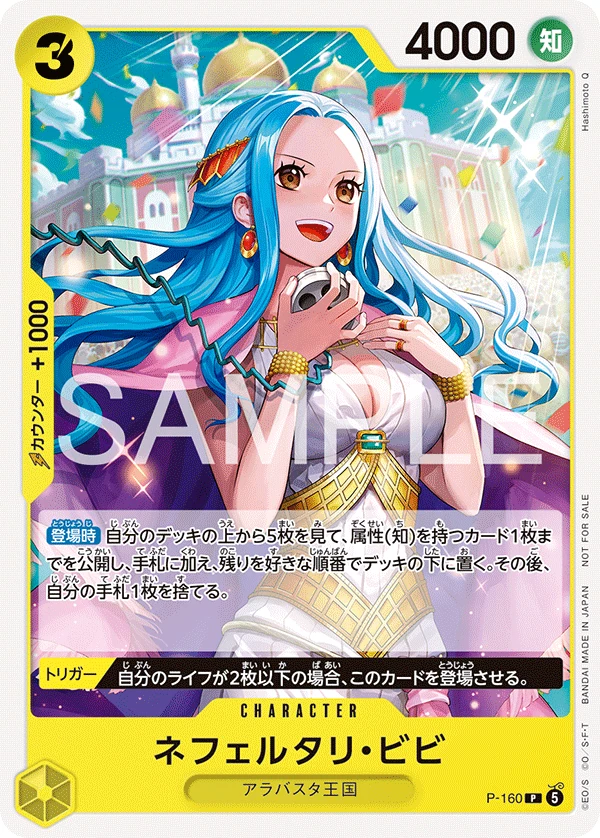 3
4000 知
Hashimoto Q
カウンター +1000
SAMPLE
登場時 自分のデッキの上から5枚を見て、属性(知)を持つカード1枚ま
でを公開し、手札に加え、残りを好きな順番でデッキの下に置く。その後、
自分の手札1枚を捨てる。
トリガー 自分のライフが2枚以下の場合、このカードを登場させる。
CHARACTER
ネフェルタリ・ビビ
アラバスタ王国
P-160 P 5
©E.O/S ©O/S・F・T BANDAI MADE IN JAPAN NOT FOR SALE